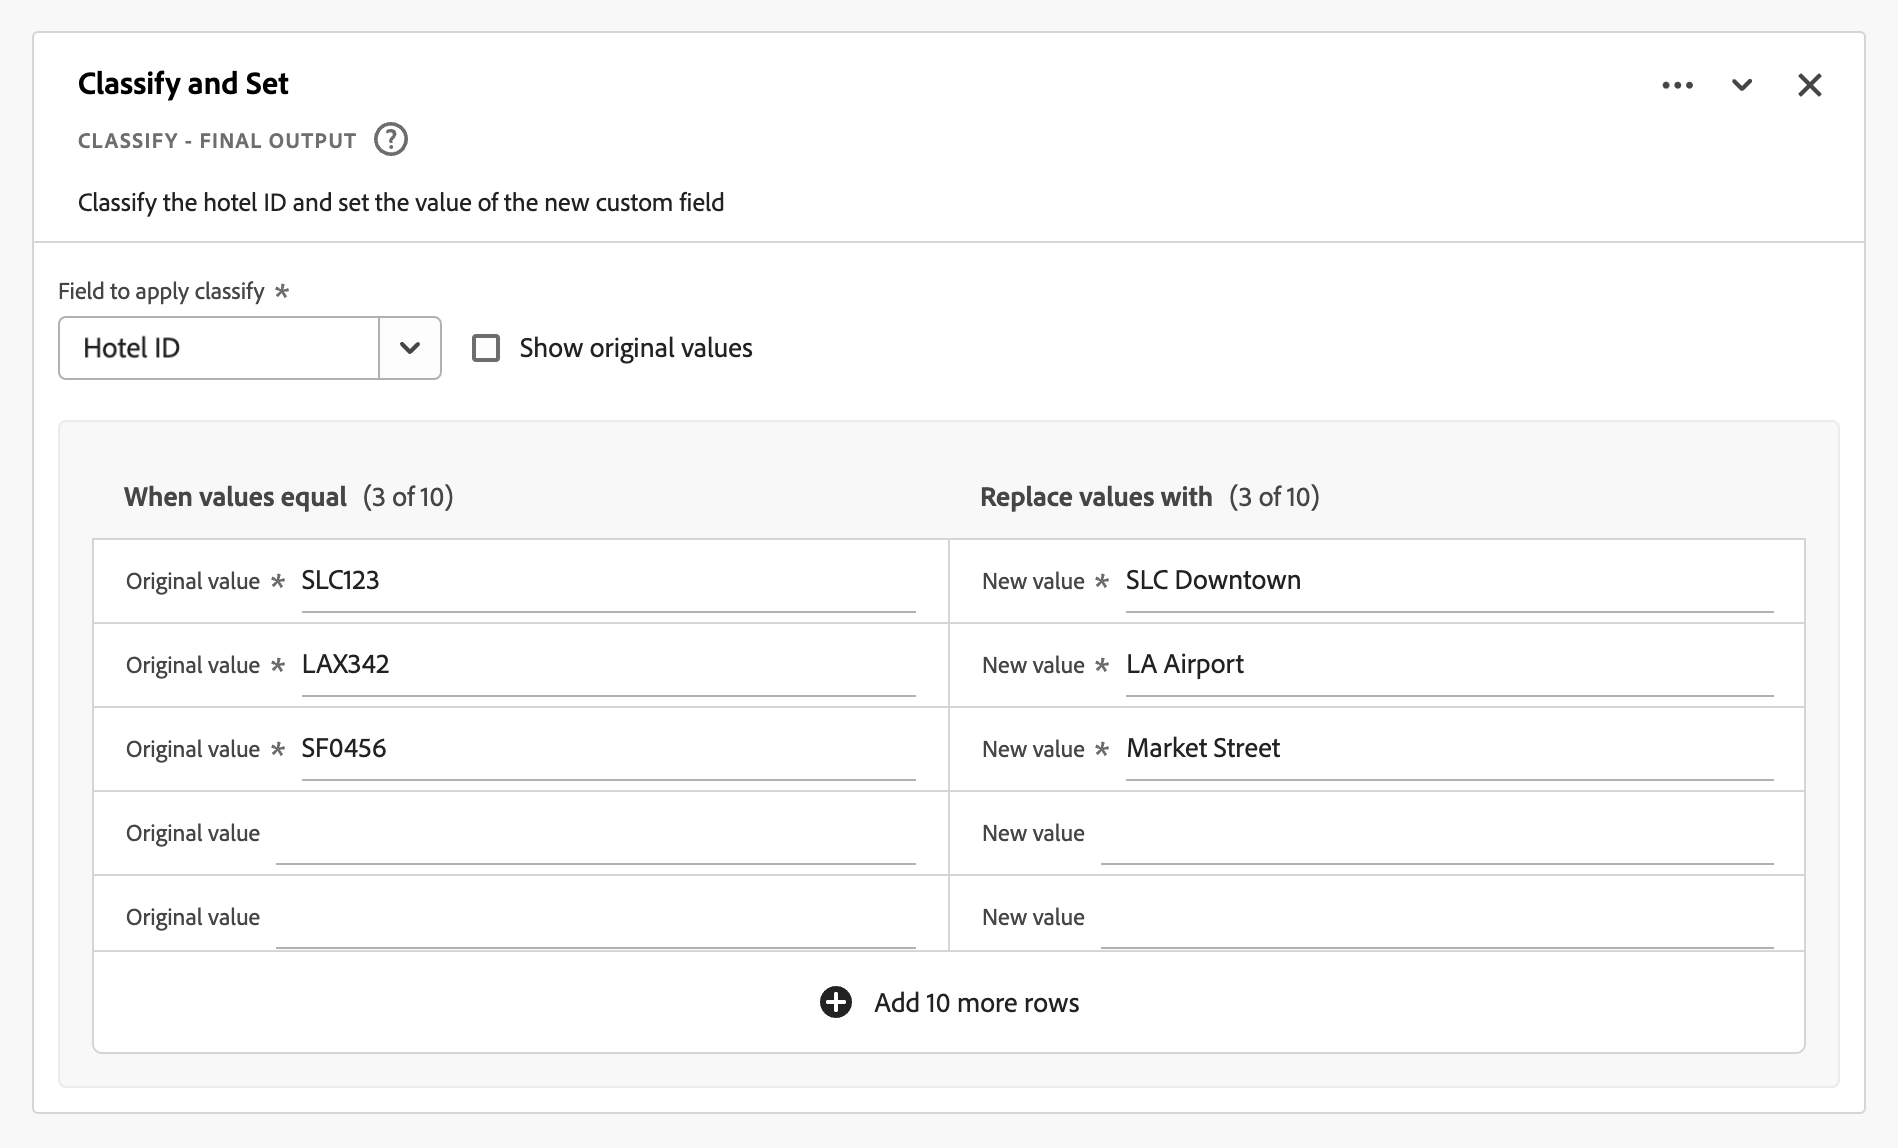 Classify and Set
CLASSIFY - FINAL OUTPUT ?
Classify the hotel ID and set the value of the new custom field
Field to apply classify *
Hotel ID Show original values
When values equal (3 of 10) Replace values with (3 of 10)
Original value * SLC123 New value * SLC Downtown
Original value * LAX342 New value * LA Airport
Original value * SF0456 New value * Market Street
Original value New value
Original value New value
Add 10 more rows